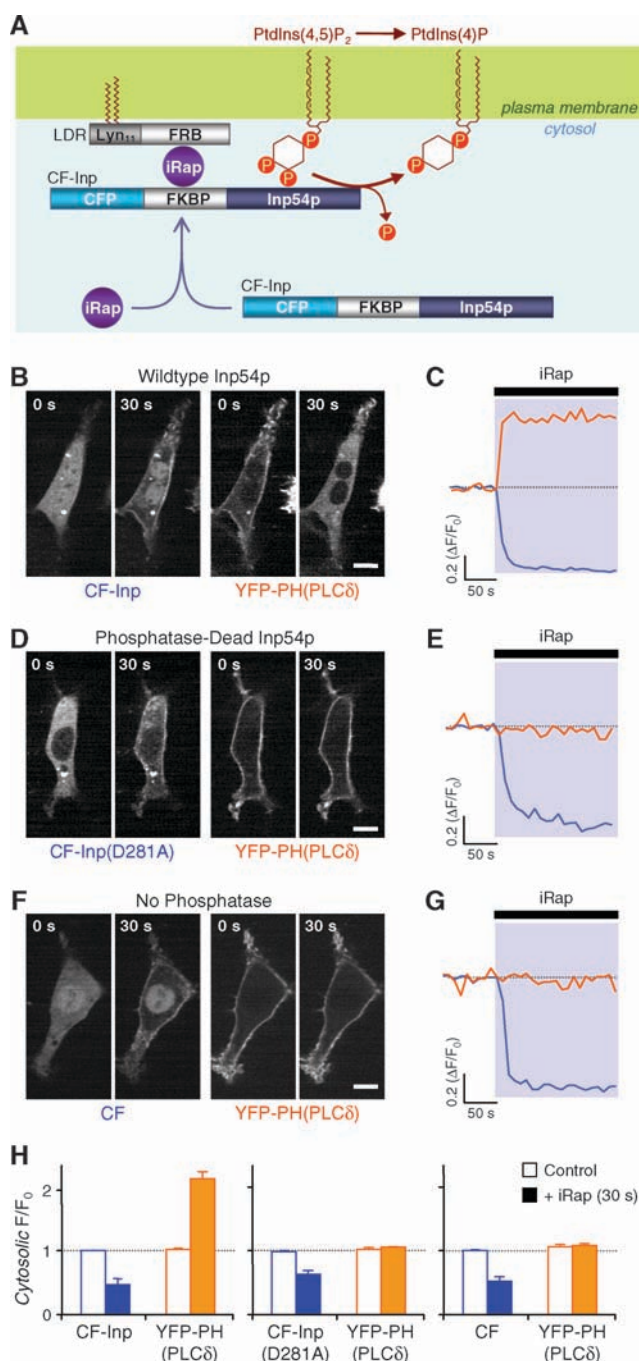 A
PtdIns(4,5)P2 PtdIns(4)P
plasma membrane
cytosol
LDR Lyn11 FRB
iRap
P P P P P
CF-Inp
CFP FKBP Inp54p
P
iRap
CF-Inp
CFP FKBP Inp54p
B Wildtype Inp54p
0 s 30 s 0 s 30 s
CF-Inp YFP-PH(PLCδ)
C iRap
0.2 (ΔF/F0)
50 s
D Phosphatase-Dead Inp54p
0 s 30 s 0 s 30 s
CF-Inp(D281A) YFP-PH(PLCδ)
E iRap
0.2 (ΔF/F0)
50 s
F No Phosphatase
0 s 30 s 0 s 30 s
CF YFP-PH(PLCδ)
G iRap
0.2 (ΔF/F0)
50 s
H
Control
+ iRap (30 s)
Cytosolic F/F0
2
1
0
CF-Inp YFP-PH (PLCδ)
CF-Inp (D281A) YFP-PH (PLCδ)
CF YFP-PH (PLCδ)